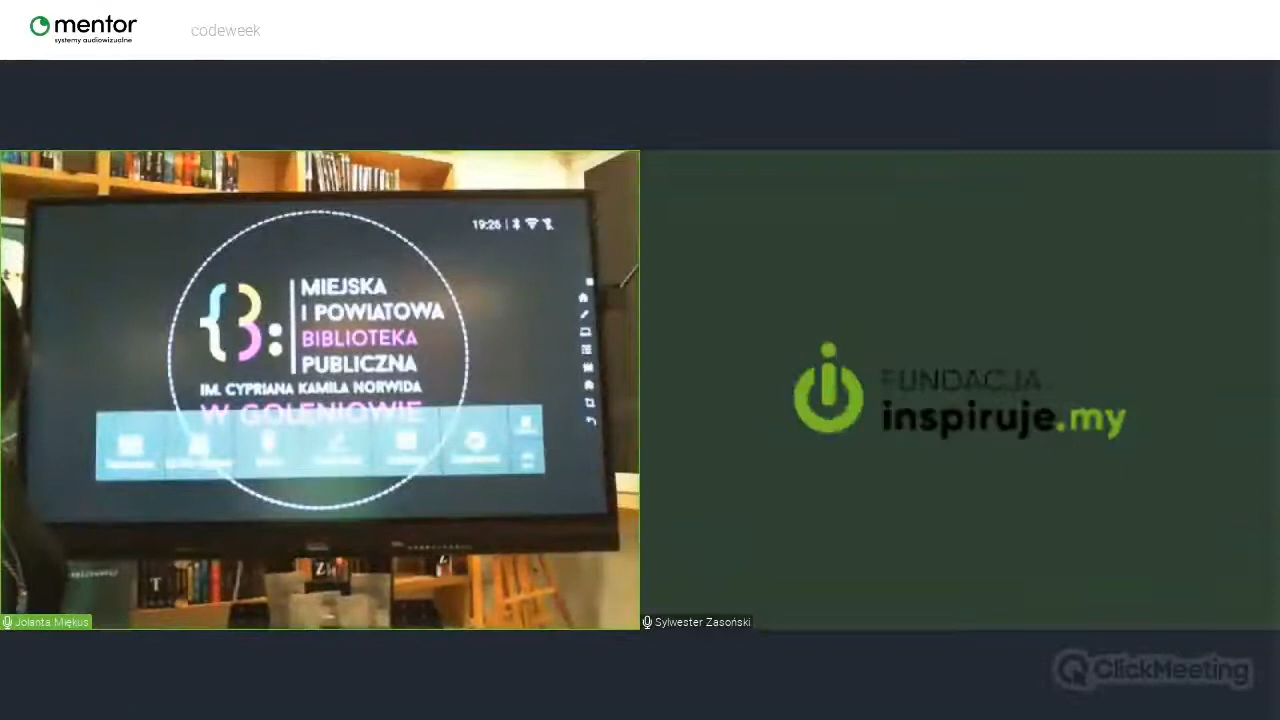 mentor
systemy audiowizualne
codeweek
19:26
MIEJSKA
I POWIATOWA
BIBLIOTEKA
PUBLICZNA
IM. CYPRIANA KAMILA NORWIDA
W GOLENIOWIE
FUNDACJA
inspiruje.my
T
Z
Z
Jolanta Miękus
Sylwester Zasoński
ClickMeeting